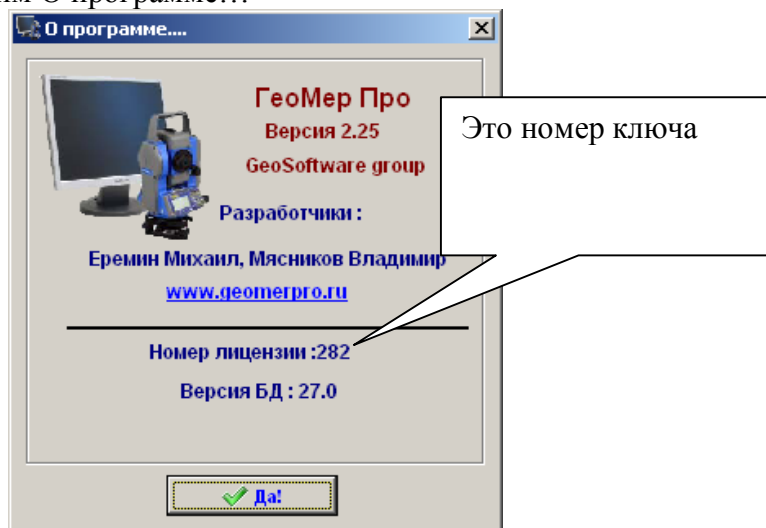 О программе...
О программе....
ГеоМер Про
Версия 2.25
GeoSoftware group
Это номер ключа
Разработчики :
Еремин Михаил, Мясников Владимир
www.geomerpro.ru
Номер лицензии :282
Версия БД : 27.0
Да!